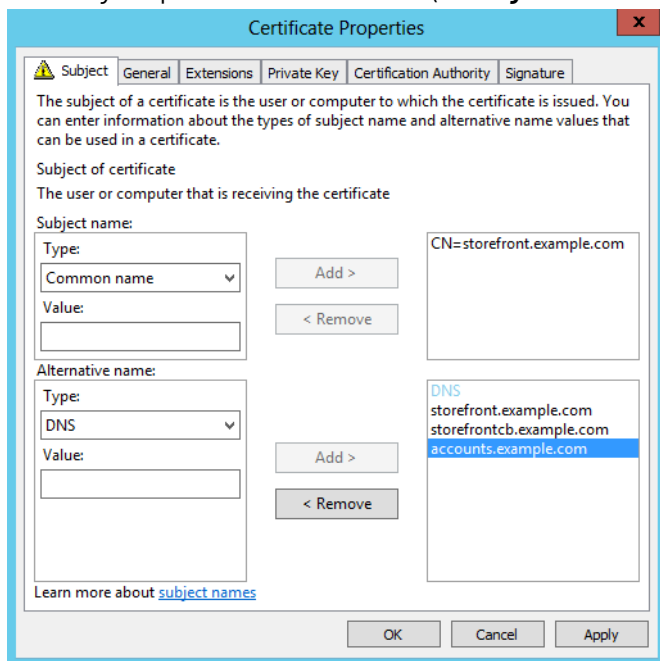 Certificate Properties
x
Subject General Extensions Private Key Certification Authority Signature
The subject of a certificate is the user or computer to which the certificate is issued. You
can enter information about the types of subject name and alternative name values that
can be used in a certificate.
Subject of certificate
The user or computer that is receiving the certificate
Subject name:
Type:
Common name
Value:
Add >
< Remove
CN=storefront.example.com
Alternative name:
Type:
DNS
Value:
Add >
< Remove
DNS
storefront.example.com
storefrontcb.example.com
accounts.example.com
Learn more about subject names
OK Cancel Apply